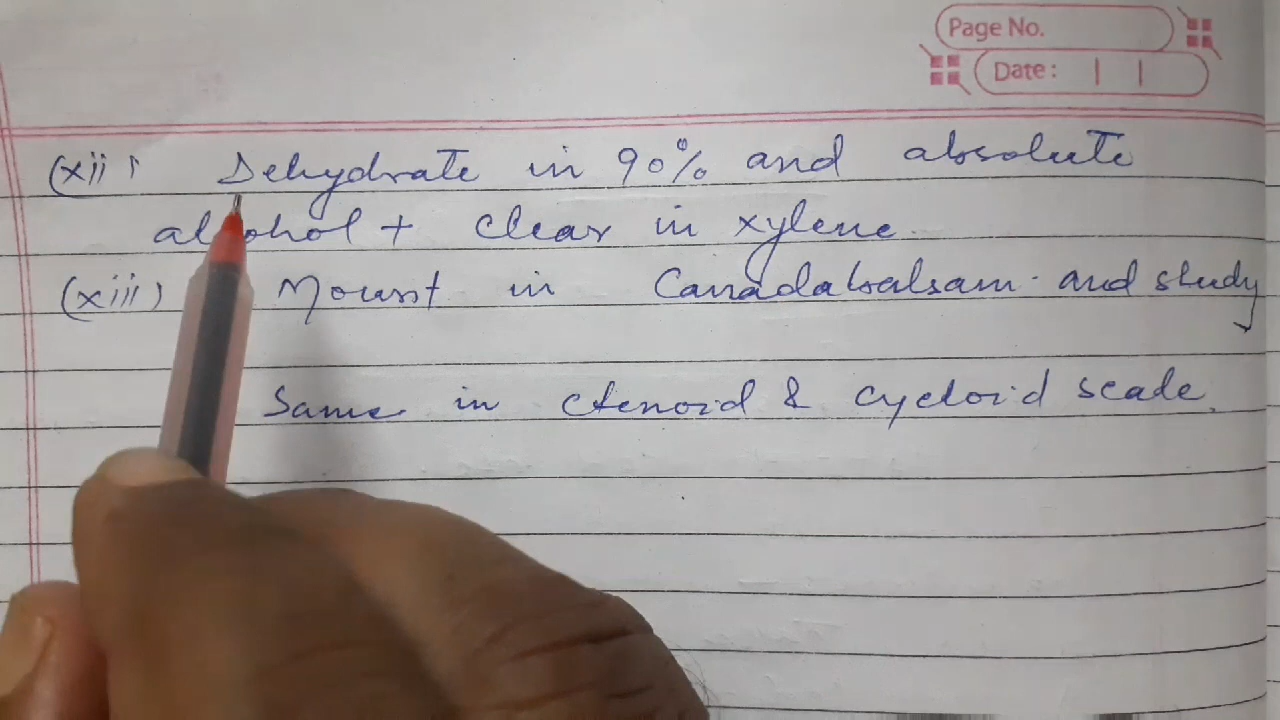 Page No.
Date :
(xii) Dehydrate in 90% and absolute
alcohol + clear in xylene.
(xiii) Mount in Canadabalsam and study
Same in ctenoid & cycloid scale.